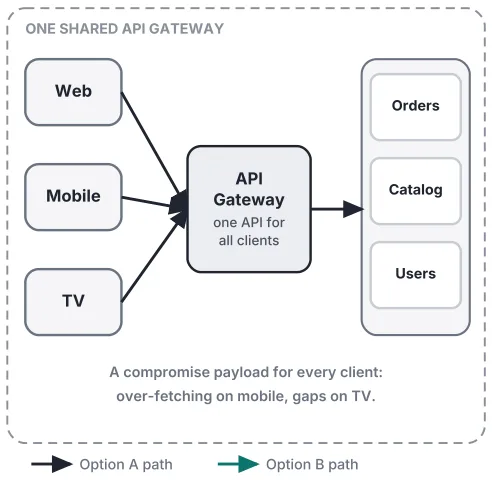 ONE SHARED API GATEWAY
Web
Mobile
TV
API
Gateway
one API for
all clients
Orders
Catalog
Users
A compromise payload for every client:
over-fetching on mobile, gaps on TV.
Option A path
Option B path